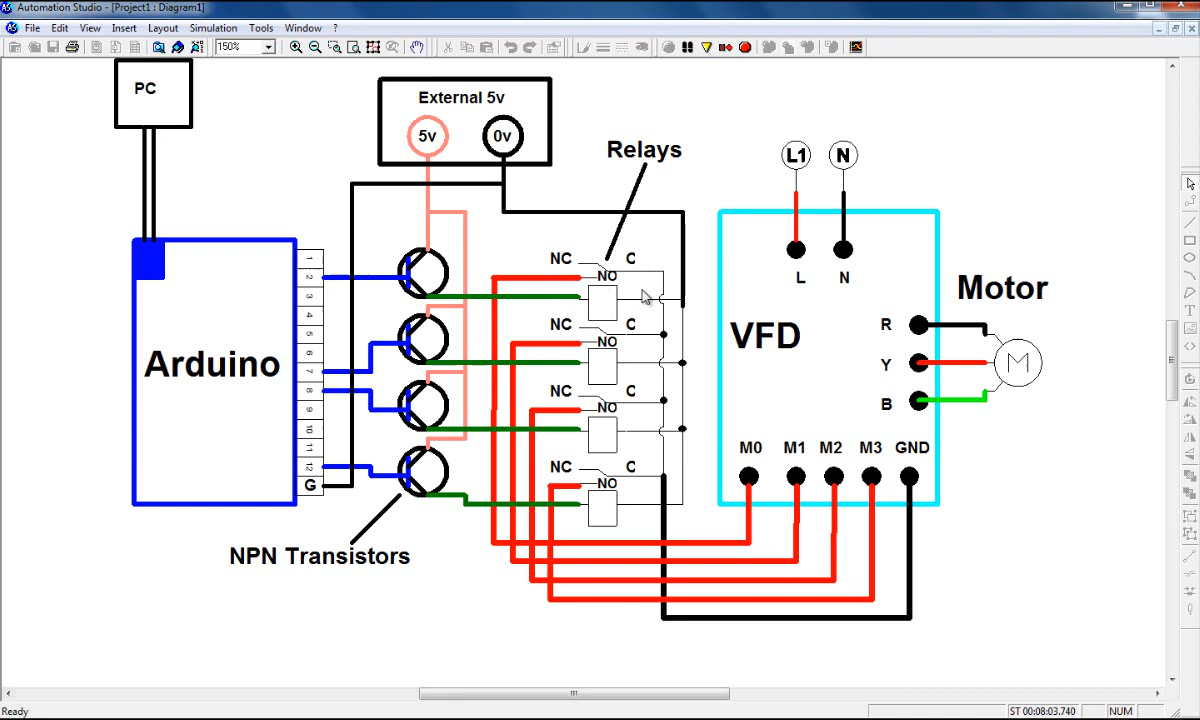 Automation Studio - [Project1 : Diagram1]
File Edit View Insert Layout Simulation Tools Window ?
150%
PC
External 5v
5v 0v
Relays
L1 N
Arduino
1
2
3
4
5
6
7
8
9
10
11
12
G
NC C
NO
NC C
NO
NC C
NO
NC C
NO
L N
VFD
R
Y
B
Motor
M
M0 M1 M2 M3 GND
NPN Transistors
Ready
ST 00:08:03.740
NUM